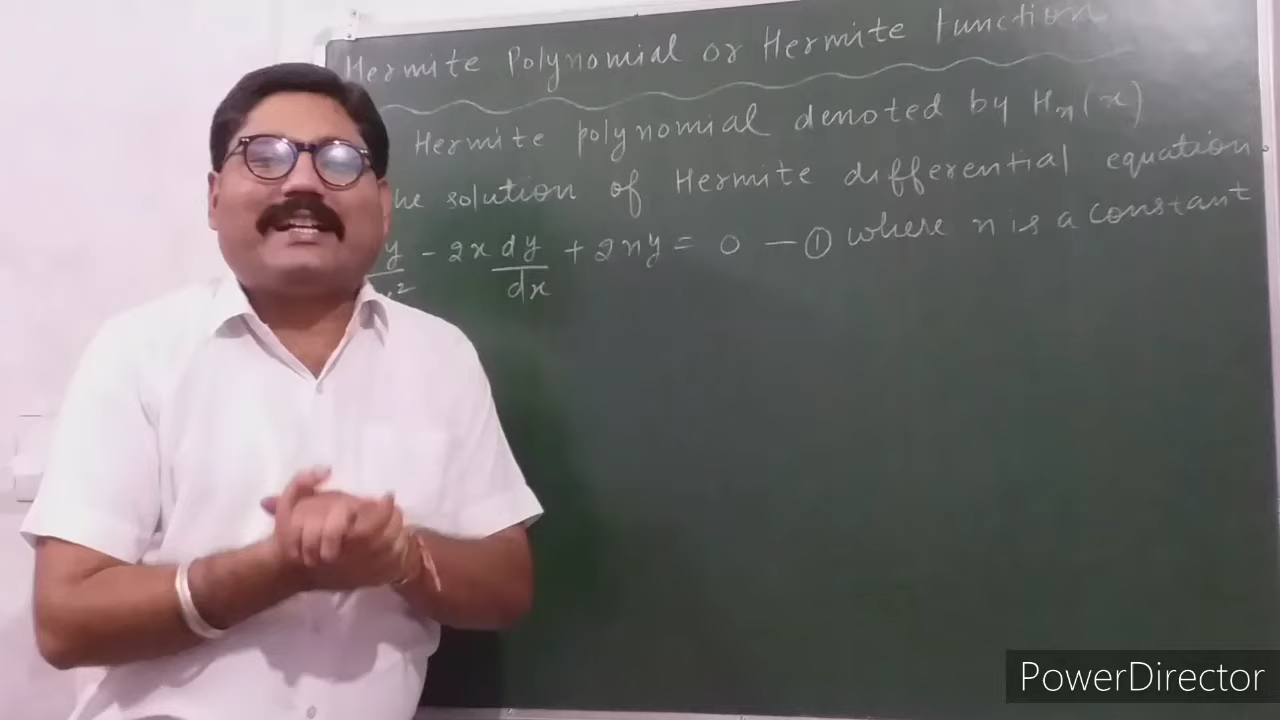 Hermite Polynomial or Hermite function
Hermite polynomial denoted by Hn(x)
he solution of Hermite differential equation
y - 2x dy/dx + 2ny = 0 — ① where n is a constant
PowerDirector